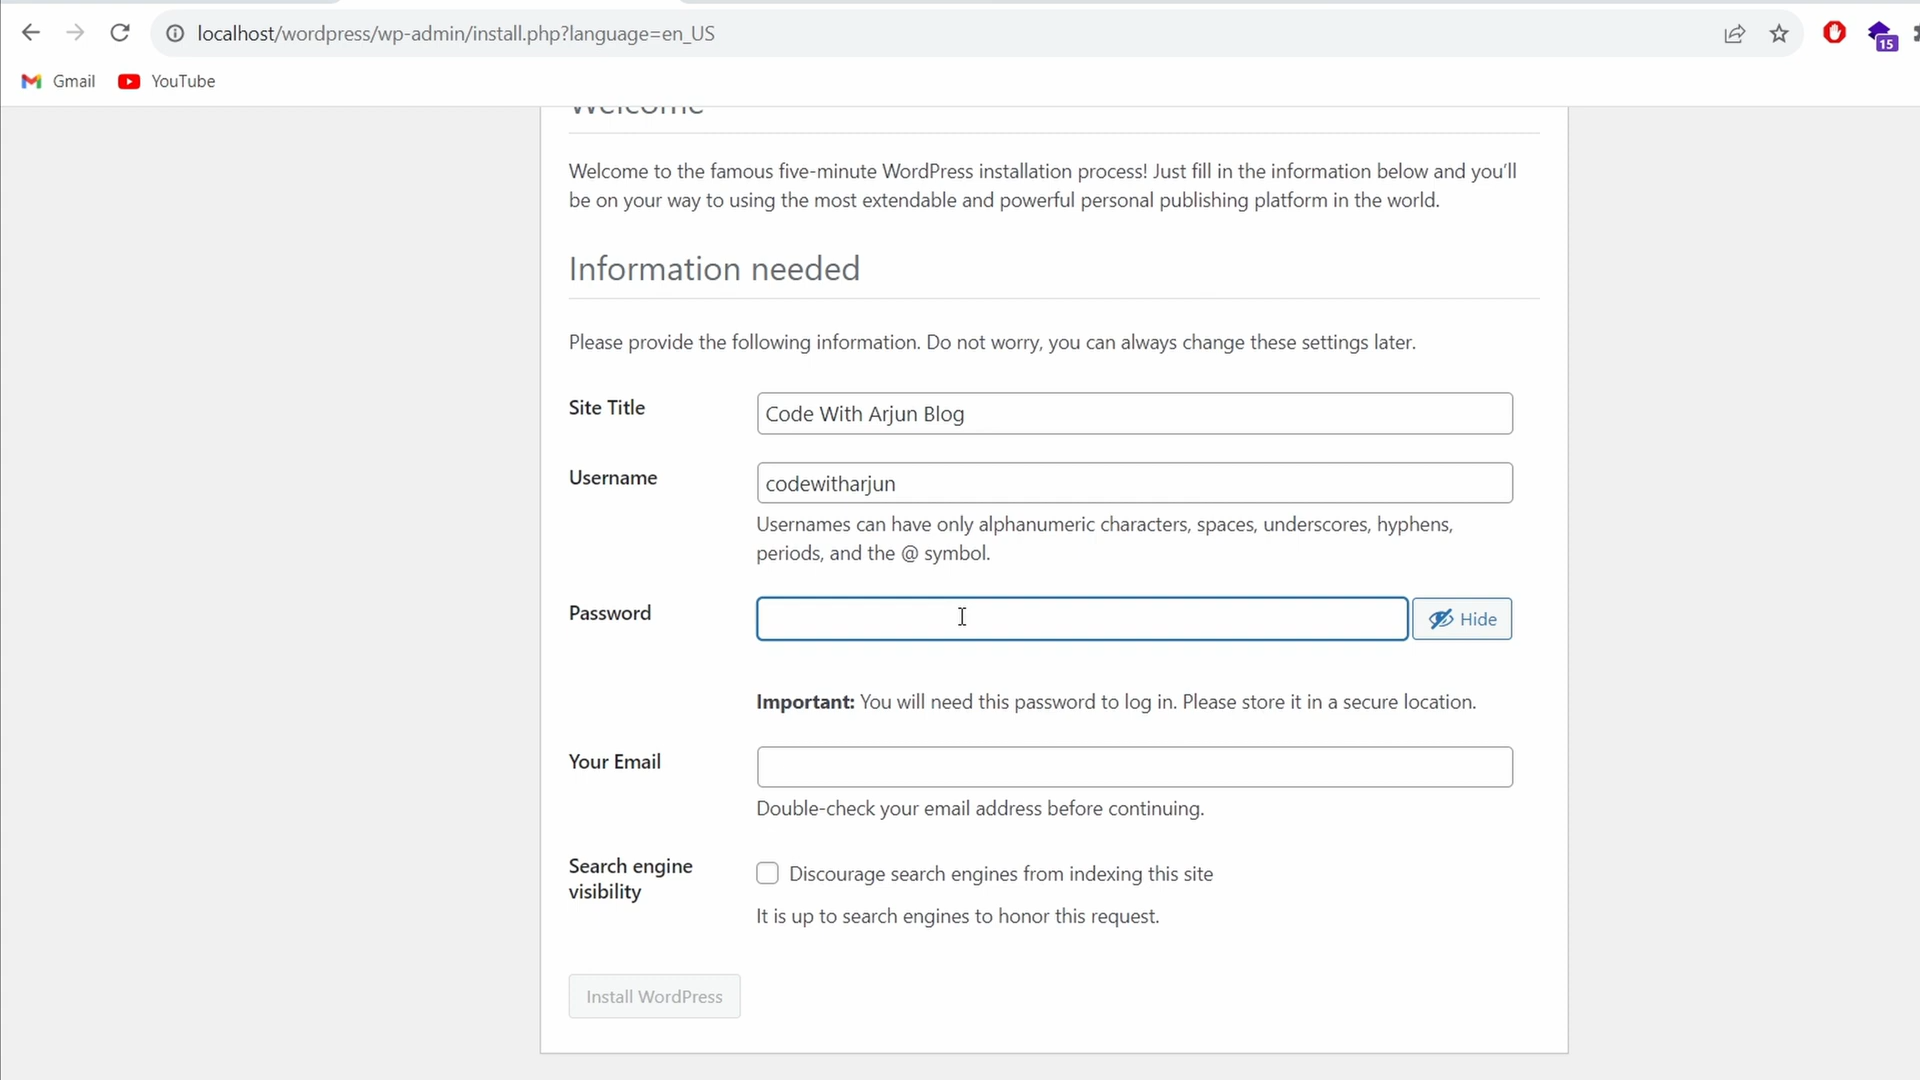 localhost/wordpress/wp-admin/install.php?language=en_US
15
Gmail
YouTube
Welcome
Welcome to the famous five-minute WordPress installation process! Just fill in the information below and you'll
be on your way to using the most extendable and powerful personal publishing platform in the world.
Information needed
Please provide the following information. Do not worry, you can always change these settings later.
Site Title
Code With Arjun Blog
Username
codewitharjun
Usernames can have only alphanumeric characters, spaces, underscores, hyphens,
periods, and the @ symbol.
Password
Hide
Important: You will need this password to log in. Please store it in a secure location.
Your Email
Double-check your email address before continuing.
Search engine
visibility
Discourage search engines from indexing this site
It is up to search engines to honor this request.
Install WordPress